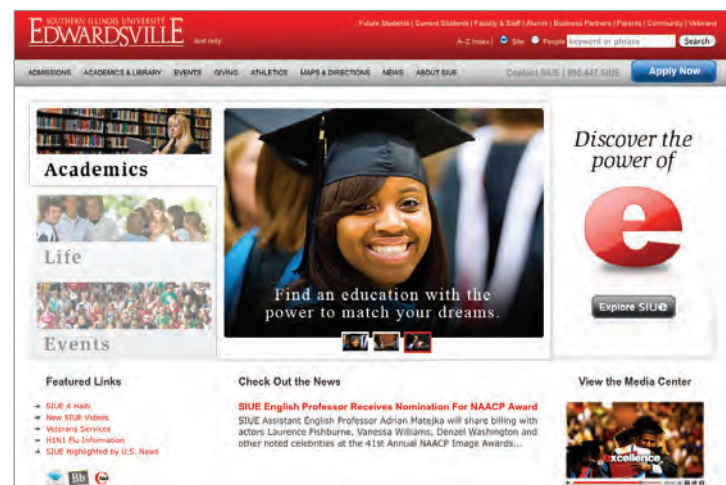 SOUTHERN ILLINOIS UNIVERSITY
EDWARDSVILLE
text only
Future Students | Current Students | Faculty & Staff | Alumni | Business Partners | Parents | Community | Veterans
A-Z Index | Site People keyword or phrase Search
ADMISSIONS ACADEMICS & LIBRARY EVENTS GIVING ATHLETICS MAPS & DIRECTIONS NEWS ABOUT SIUE Contact SIUE | 800.447.SIUE Apply Now
Academics
Life
Events
Find an education with the
power to match your dreams.
Discover the
power of
e
Explore SIUe
Featured Links
SIUE 4 Haiti
New SIUE Videos
Veterans Services
H1N1 Flu Information
SIUE Highlighted by U.S. News
Bb
Check Out the News
SIUE English Professor Receives Nomination For NAACP Award
SIUE Assistant English Professor Adrian Matejka will share billing with
actors Laurence Fishburne, Vanessa Williams, Denzel Washington and
other noted celebrities at the 41st Annual NAACP Image Awards...
View the Media Center
excellence